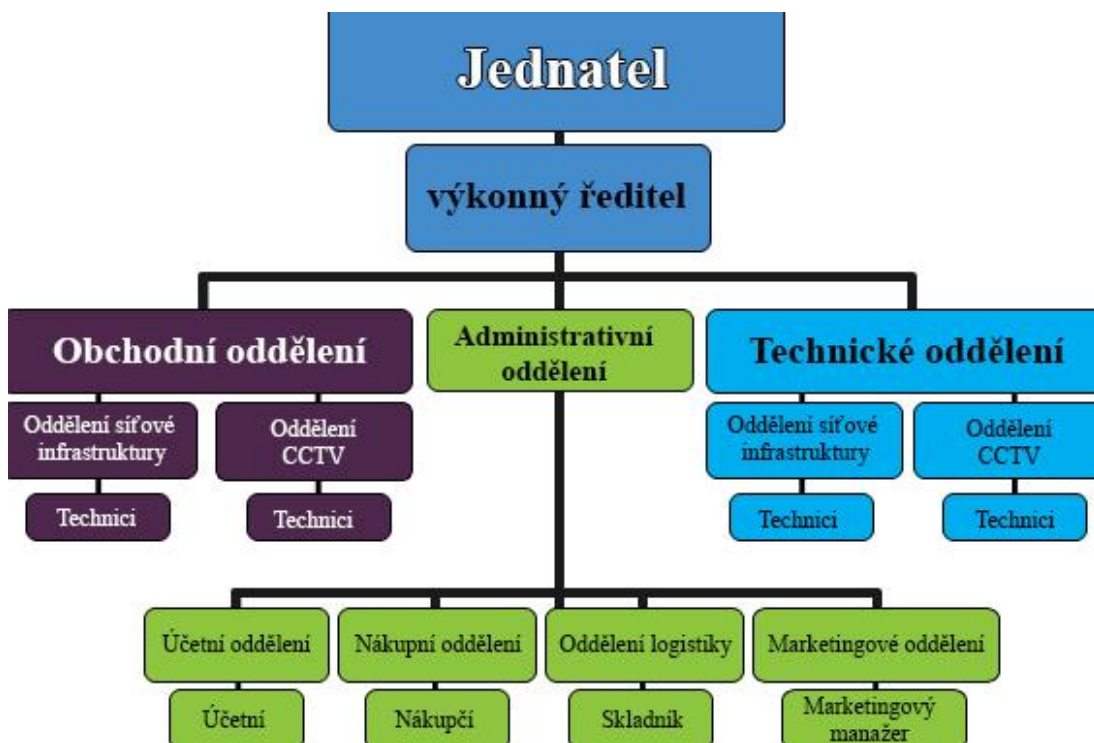 Jednatel
výkonný ředitel
Obchodní oddělení
Administrativní
oddělení
Technické oddělení
Oddělení síťové
infrastruktury
Oddělení
CCTV
Oddělení síťové
infrastruktury
Oddělení
CCTV
Technici
Technici
Technici
Technici
Účetní oddělení
Nákupní oddělení
Oddělení logistiky
Marketingové oddělení
Účetní
Nákupčí
Skladník
Marketingový
manažer